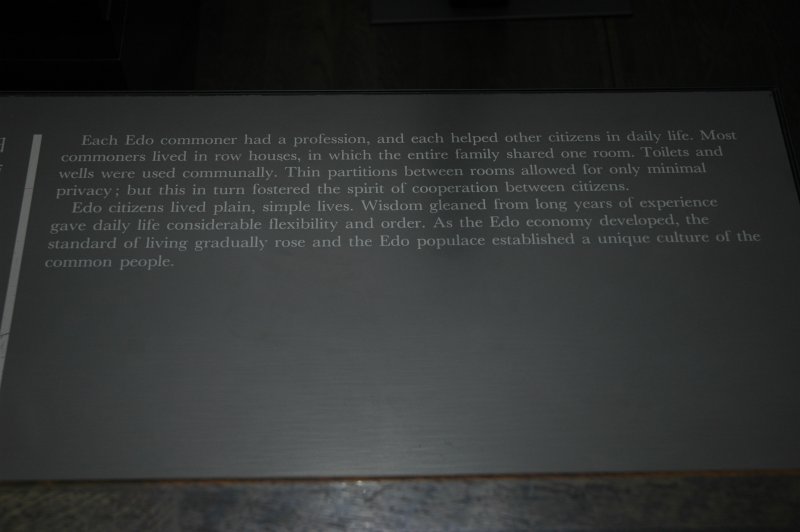 Each Edo commoner had a profession, and each helped other citizens in daily life. Most
commoners lived in row houses, in which the entire family shared one room. Toilets and
wells were used communally. Thin partitions between rooms allowed for only minimal
privacy; but this in turn fostered the spirit of cooperation between citizens.
Edo citizens lived plain, simple lives. Wisdom gleaned from long years of experience
gave daily life considerable flexibility and order. As the Edo economy developed, the
standard of living gradually rose and the Edo populace established a unique culture of the
common people.